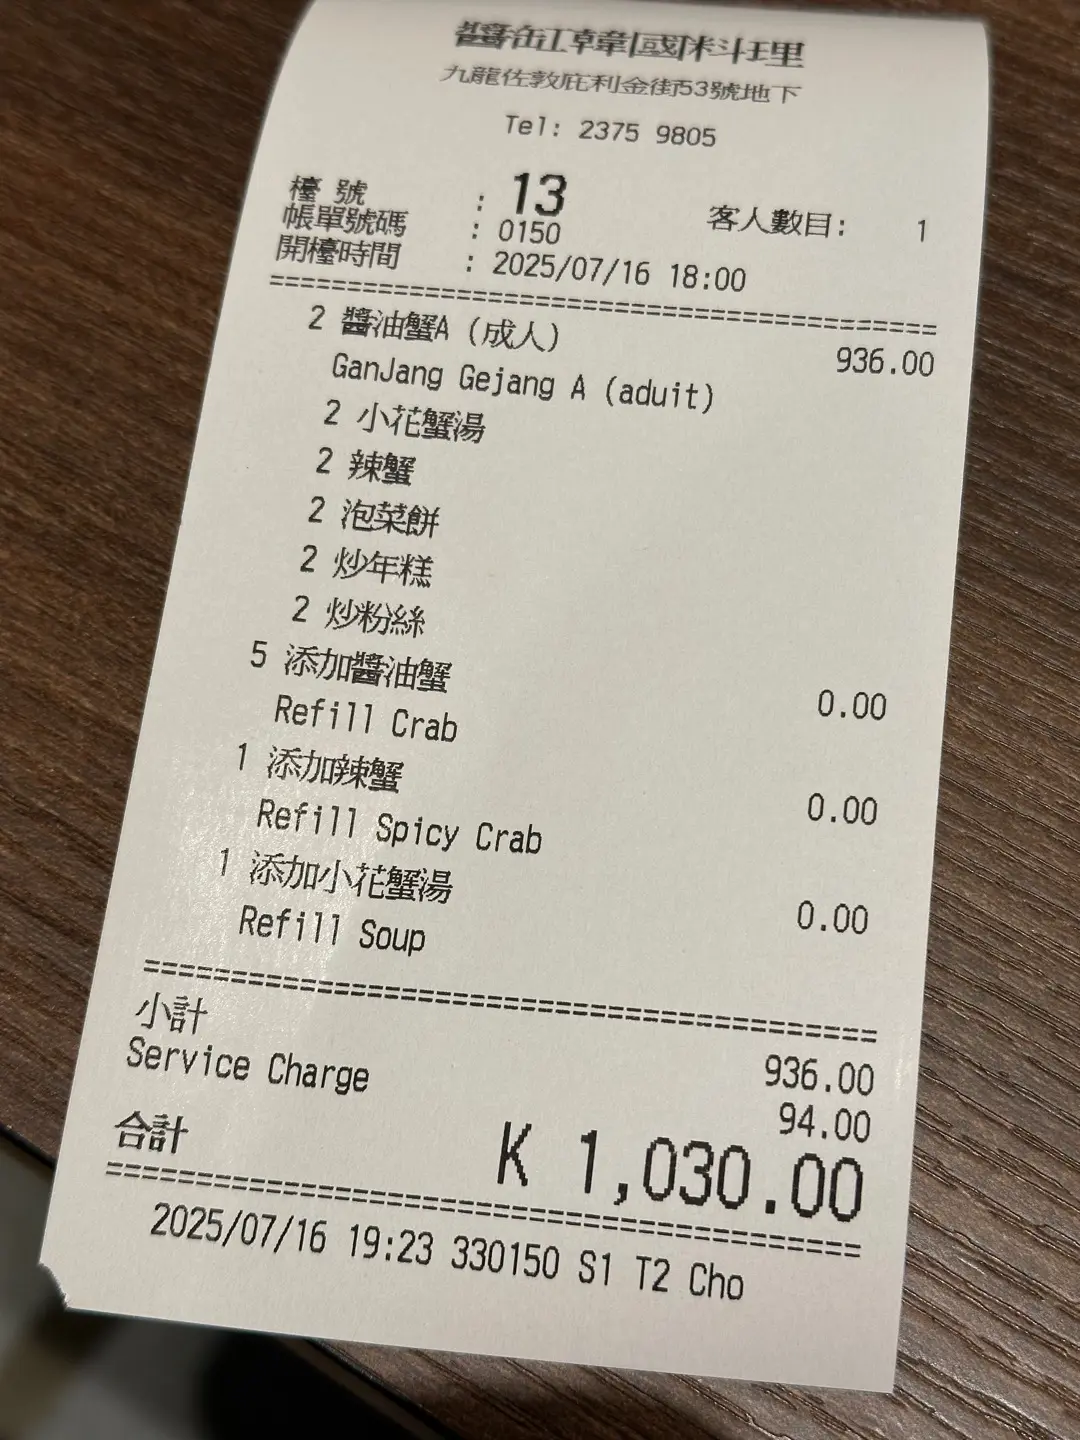 醬缸韓國料理
九龍佐敦庇利金街53號地下
Tel: 2375 9805
檯 號 : 13 客人數目: 1
帳單號碼 : 0150
開檯時間 : 2025/07/16 18:00
================================================
2 醬油蟹A (成人) 936.00
GanJang Gejang A (aduit)
2 小花蟹湯
2 辣蟹
2 泡菜餅
2 炒年糕
2 炒粉絲
5 添加醬油蟹 0.00
Refill Crab
1 添加辣蟹 0.00
Refill Spicy Crab
1 添加小花蟹湯 0.00
Refill Soup
================================================
小計 936.00
Service Charge 94.00
合計 K 1,030.00
================================================
2025/07/16 19:23 330150 S1 T2 Cho